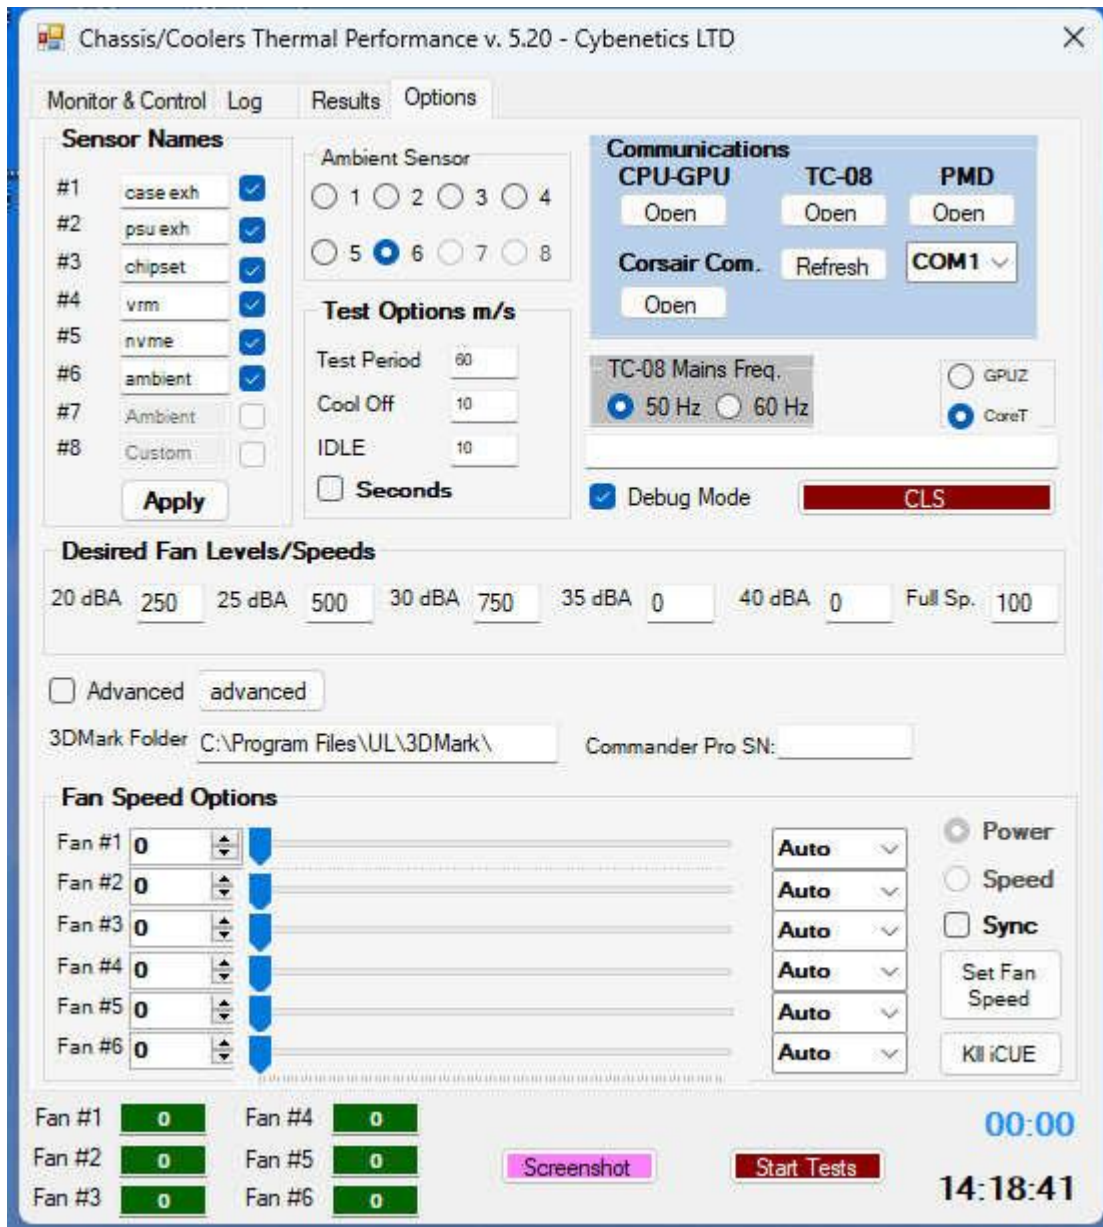 Chassis/Coolers Thermal Performance v. 5.20 - Cybenetics LTD
Monitor & Control Log Results Options
Sensor Names
#1 case exh
#2 psu exh
#3 chipset
#4 vrm
#5 nvme
#6 ambient
#7 Ambient
#8 Custom
Apply
Ambient Sensor
1 2 3 4
5 6 7 8
Test Options m/s
Test Period 60
Cool Off 10
IDLE 10
Seconds
Communications
CPU-GPU TC-08 PMD
Open Open Open
Corsair Com. Refresh COM1
Open
TC-08 Mains Freq.
50 Hz 60 Hz
GPUZ
CoreT
Debug Mode CLS
Desired Fan Levels/Speeds
20 dBA 250 25 dBA 500 30 dBA 750 35 dBA 0 40 dBA 0 Full Sp. 100
Advanced advanced
3DMark Folder C:\Program Files\UL\3DMark\ Commander Pro SN:
Fan Speed Options
Fan #1 0 Auto
Fan #2 0 Auto
Fan #3 0 Auto
Fan #4 0 Auto
Fan #5 0 Auto
Fan #6 0 Auto
Power
Speed
Sync
Set Fan
Speed
Kll iCUE
Fan #1 0 Fan #4 0
Fan #2 0 Fan #5 0
Fan #3 0 Fan #6 0
Screenshot Start Tests
00:00
14:18:41